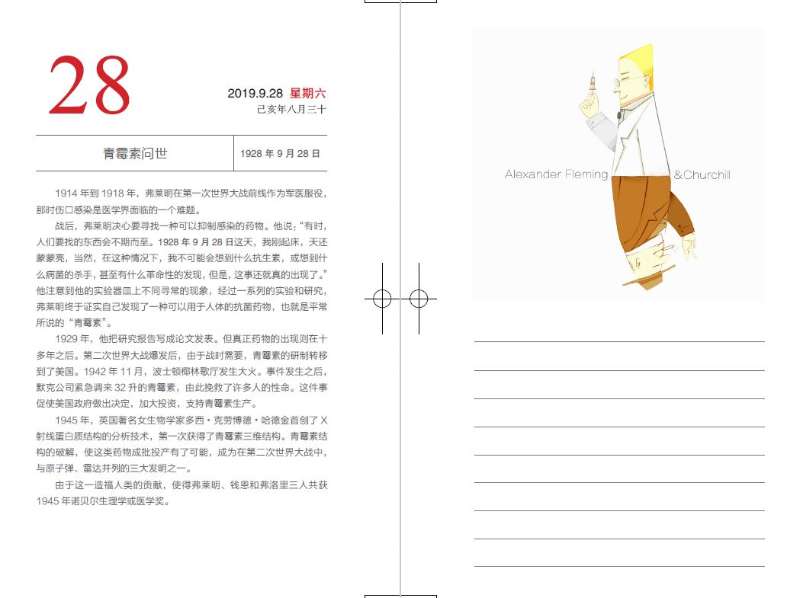 28
2019.9.28 星期六
己亥年八月三十
青霉素问世
1928 年 9 月 28 日
1914 年到 1918 年，弗莱明在第一次世界大战前线作为军医服役，
那时伤口感染是医学界面临的一个难题。
战后，弗莱明决心要寻找一种可以抑制感染的药物。他说：“有时，
人们要找的东西会不期而至。1928 年 9 月 28 日这天，我刚起床，天还
蒙蒙亮，当然，在这种情况下，我不可能会想到什么抗生素，或想到什
么病菌的杀手，甚至有什么革命性的发现，但是，这事还就真的出现了。”
他注意到他的实验器皿上不同寻常的现象，经过一系列的实验和研究，
弗莱明终于证实自己发现了一种可以用于人体的抗菌药物，也就是平常
所说的“青霉素”。
1929 年，他把研究报告写成论文发表。但真正药物的出现则在十
多年之后。第二次世界大战爆发后，由于战时需要，青霉素的研制转移
到了美国。1942 年 11 月，波士顿椰林歌厅发生大火。事件发生之后，
默克公司紧急调来 32 升的青霉素，由此挽救了许多人的性命。这件事
促使美国政府做出决定，加大投资，支持青霉素生产。
1945 年，英国著名女生物学家多西·克劳博德·哈德金首创了 X
射线蛋白质结构的分析技术，第一次获得了青霉素三维结构。青霉素结
构的破解，使这类药物成批投产有了可能，成为在第二次世界大战中，
与原子弹、雷达并列的三大发明之一。
由于这一造福人类的贡献，使得弗莱明、钱恩和弗洛里三人共获
1945 年诺贝尔生理学或医学奖。
Alexander Fleming &Churchill